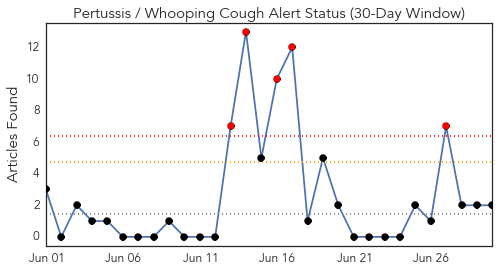 Pertussis / Whooping Cough Alert Status (30-Day Window)
Articles Found
12
10
8
6
4
2
0
Jun 01 Jun 06 Jun 11 Jun 16 Jun 21 Jun 26